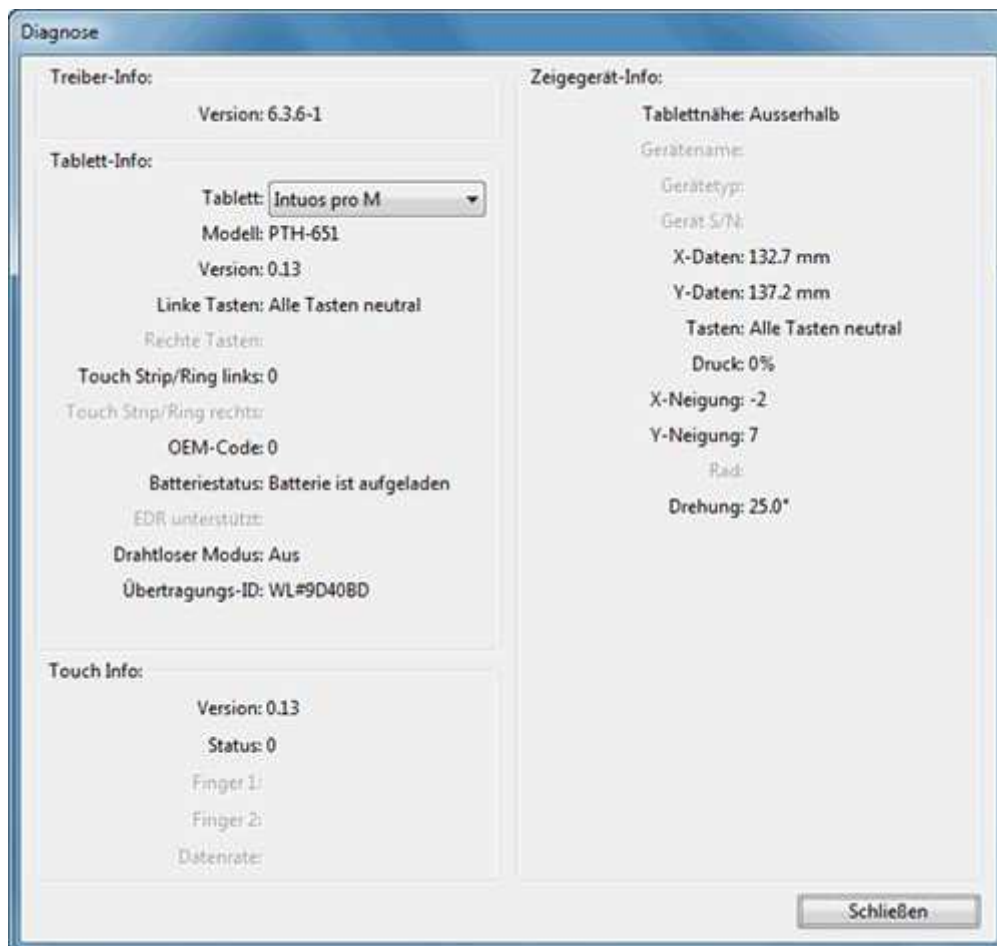 Diagnose
Treiber-Info:
Version: 6.3.6-1
Tablett-Info:
Tablett: Intuos pro M
Modell: PTH-651
Version: 0.13
Linke Tasten: Alle Tasten neutral
Rechte Tasten:
Touch Strip/Ring links: 0
Touch Strip/Ring rechts:
OEM-Code: 0
Batteriestatus: Batterie ist aufgeladen
EDR unterstützt:
Drahtloser Modus: Aus
Übertragungs-ID: WL#9D40BD
Touch Info:
Version: 0.13
Status: 0
Finger 1:
Finger 2:
Datenrate:
Zeigegerät-Info:
Tablettnähe: Ausserhalb
Gerätename:
Gerätetyp:
Gerät S/N:
X-Daten: 132.7 mm
Y-Daten: 137.2 mm
Tasten: Alle Tasten neutral
Druck: 0%
X-Neigung: -2
Y-Neigung: 7
Rad:
Drehung: 25.0°
Schließen